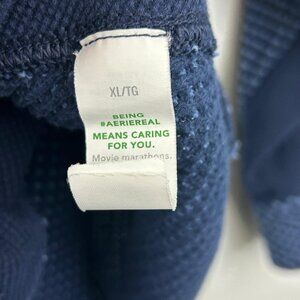 XL/TG
BEING
#AERIEREAL
MEANS CARING
FOR YOU.
Movie marathons,